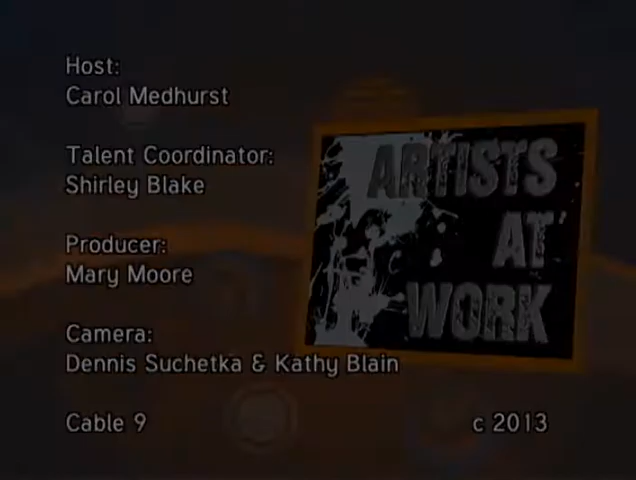 Host:
Carol Medhurst
Talent Coordinator:
Shirley Blake
Producer:
Mary Moore
Camera:
Dennis Suchetka & Kathy Blain
Cable 9
c 2013
ARTISTS
AT
WORK